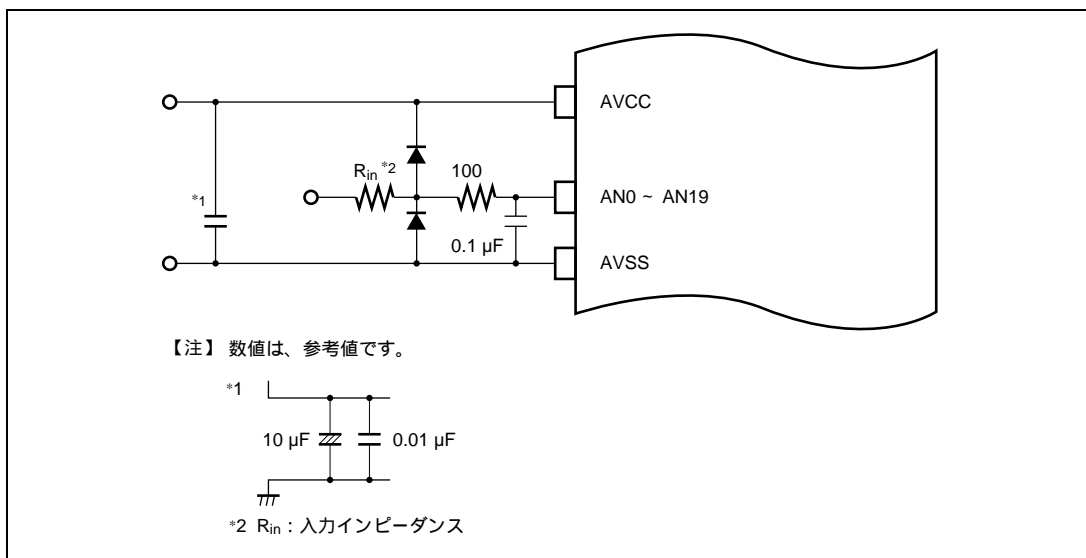 AVCC
Rin *2
100
*1
AN0 ~ AN19
0.1 µF
AVSS
【注】 数値は、参考値です。
*1
10 µF
0.01 µF
*2 Rin : 入力インピーダンス